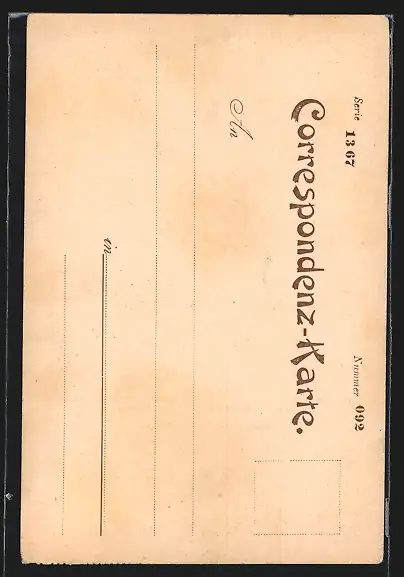 Serie 1367 Nummer 092
Correspondenz-Karte.
An
in